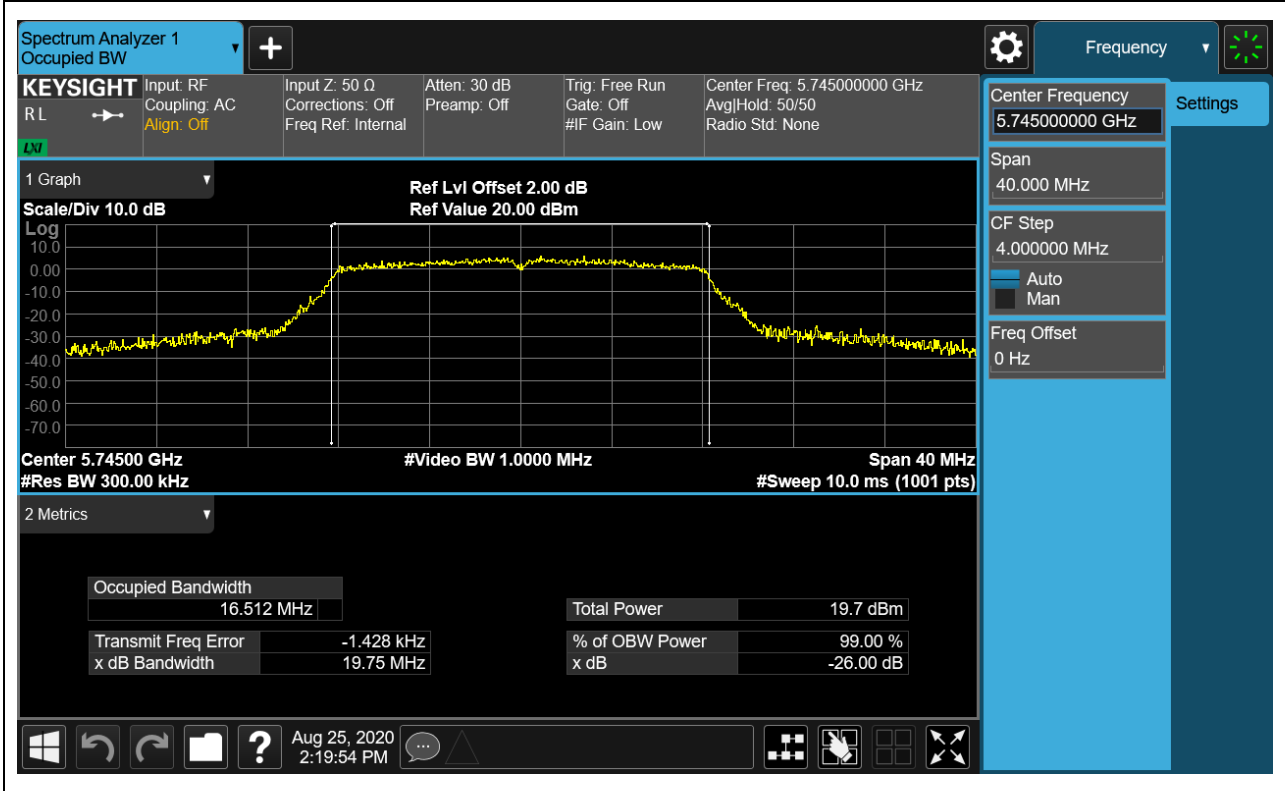 Spectrum Analyzer 1
Occupied BW
Frequency
KEYSIGHT
R L
LXI
Input: RF
Coupling: AC
Align: Off
Input Z: 50 Ω
Corrections: Off
Freq Ref: Internal
Atten: 30 dB
Preamp: Off
Trig: Free Run
Gate: Off
#IF Gain: Low
Center Freq: 5.745000000 GHz
Avg|Hold: 50/50
Radio Std: None
Center Frequency
5.745000000 GHz
Settings
Span
40.000 MHz
CF Step
4.000000 MHz
Auto
Man
Freq Offset
0 Hz
1 Graph
Scale/Div 10.0 dB
Ref Lvl Offset 2.00 dB
Ref Value 20.00 dBm
Log
10.0
0.00
-10.0
-20.0
-30.0
-40.0
-50.0
-60.0
-70.0
Center 5.74500 GHz
#Video BW 1.0000 MHz
Span 40 MHz
#Res BW 300.00 kHz
#Sweep 10.0 ms (1001 pts)
2 Metrics
Occupied Bandwidth
16.512 MHz
Total Power 19.7 dBm
Transmit Freq Error -1.428 kHz
% of OBW Power 99.00 %
x dB Bandwidth 19.75 MHz
x dB -26.00 dB
Aug 25, 2020
2:19:54 PM